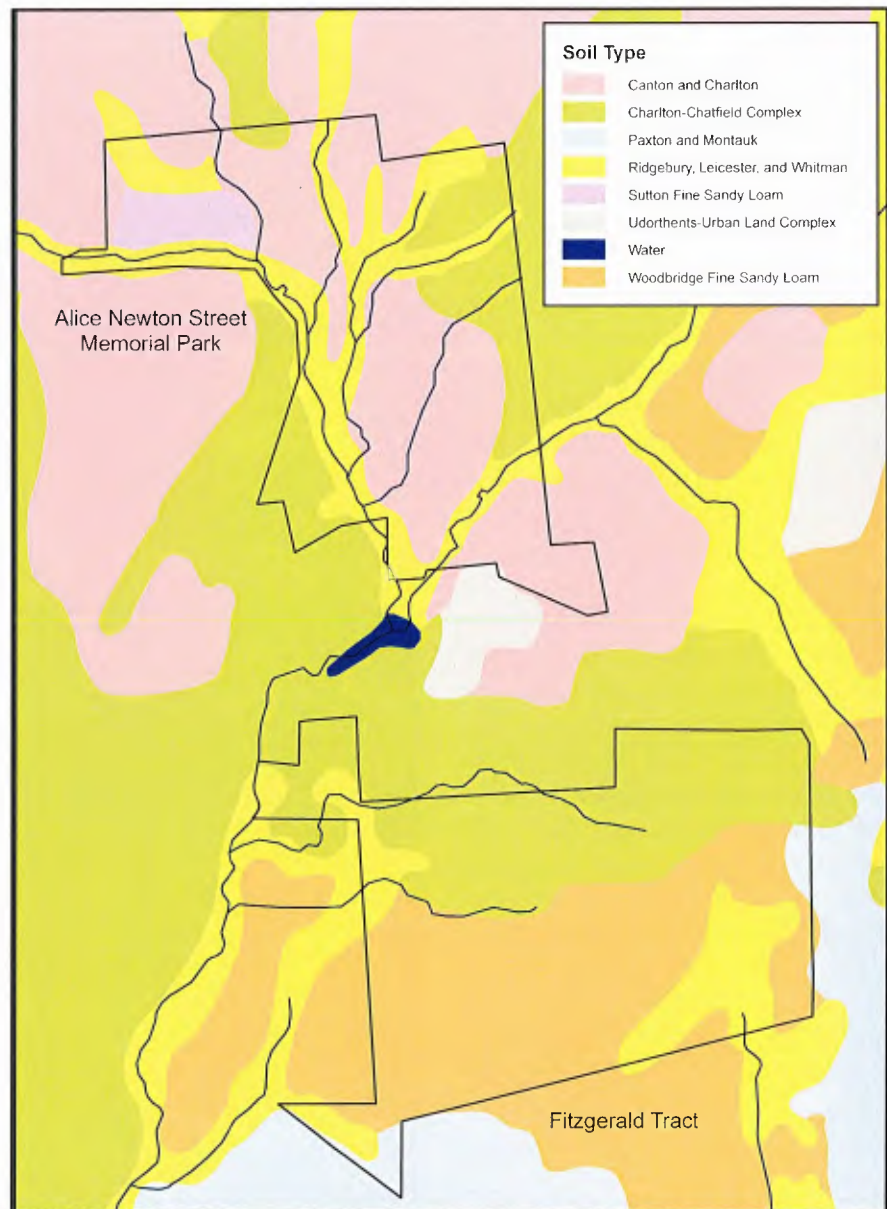 Soil Type
Canton and Charlton
Charlton-Chatfield Complex
Paxton and Montauk
Ridgebury, Leicester, and Whitman
Sutton Fine Sandy Loam
Udorthents-Urban Land Complex
Water
Woodbridge Fine Sandy Loam
Alice Newton Street
Memorial Park
Fitzgerald Tract